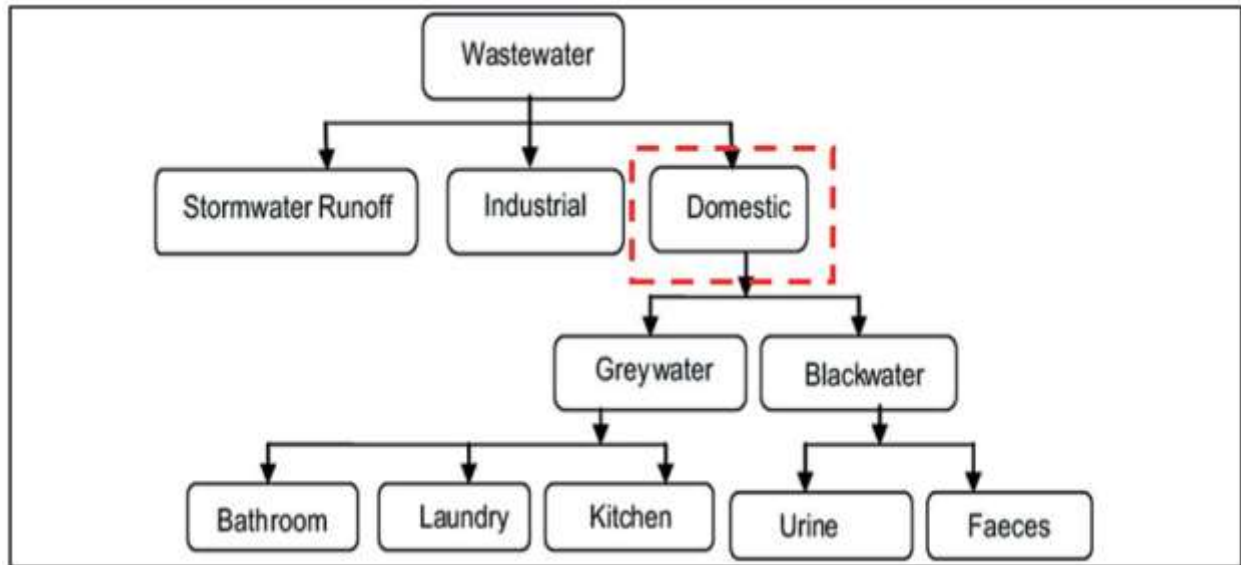 Wastewater
Stormwater Runoff
Industrial
Domestic
Greywater
Blackwater
Bathroom
Laundry
Kitchen
Urine
Faeces